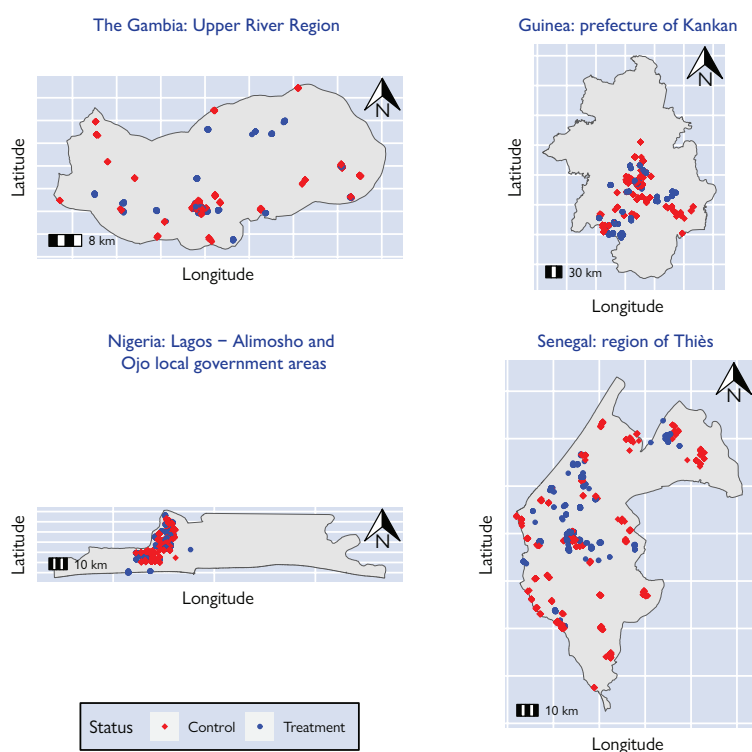 The Gambia: Upper River Region
Latitude
N
8 km
Longitude
Guinea: prefecture of Kankan
Latitude
N
30 km
Longitude
Nigeria: Lagos − Alimosho and
Ojo local government areas
Latitude
N
10 km
Longitude
Senegal: region of Thiès
Latitude
N
10 km
Longitude
Status Control Treatment